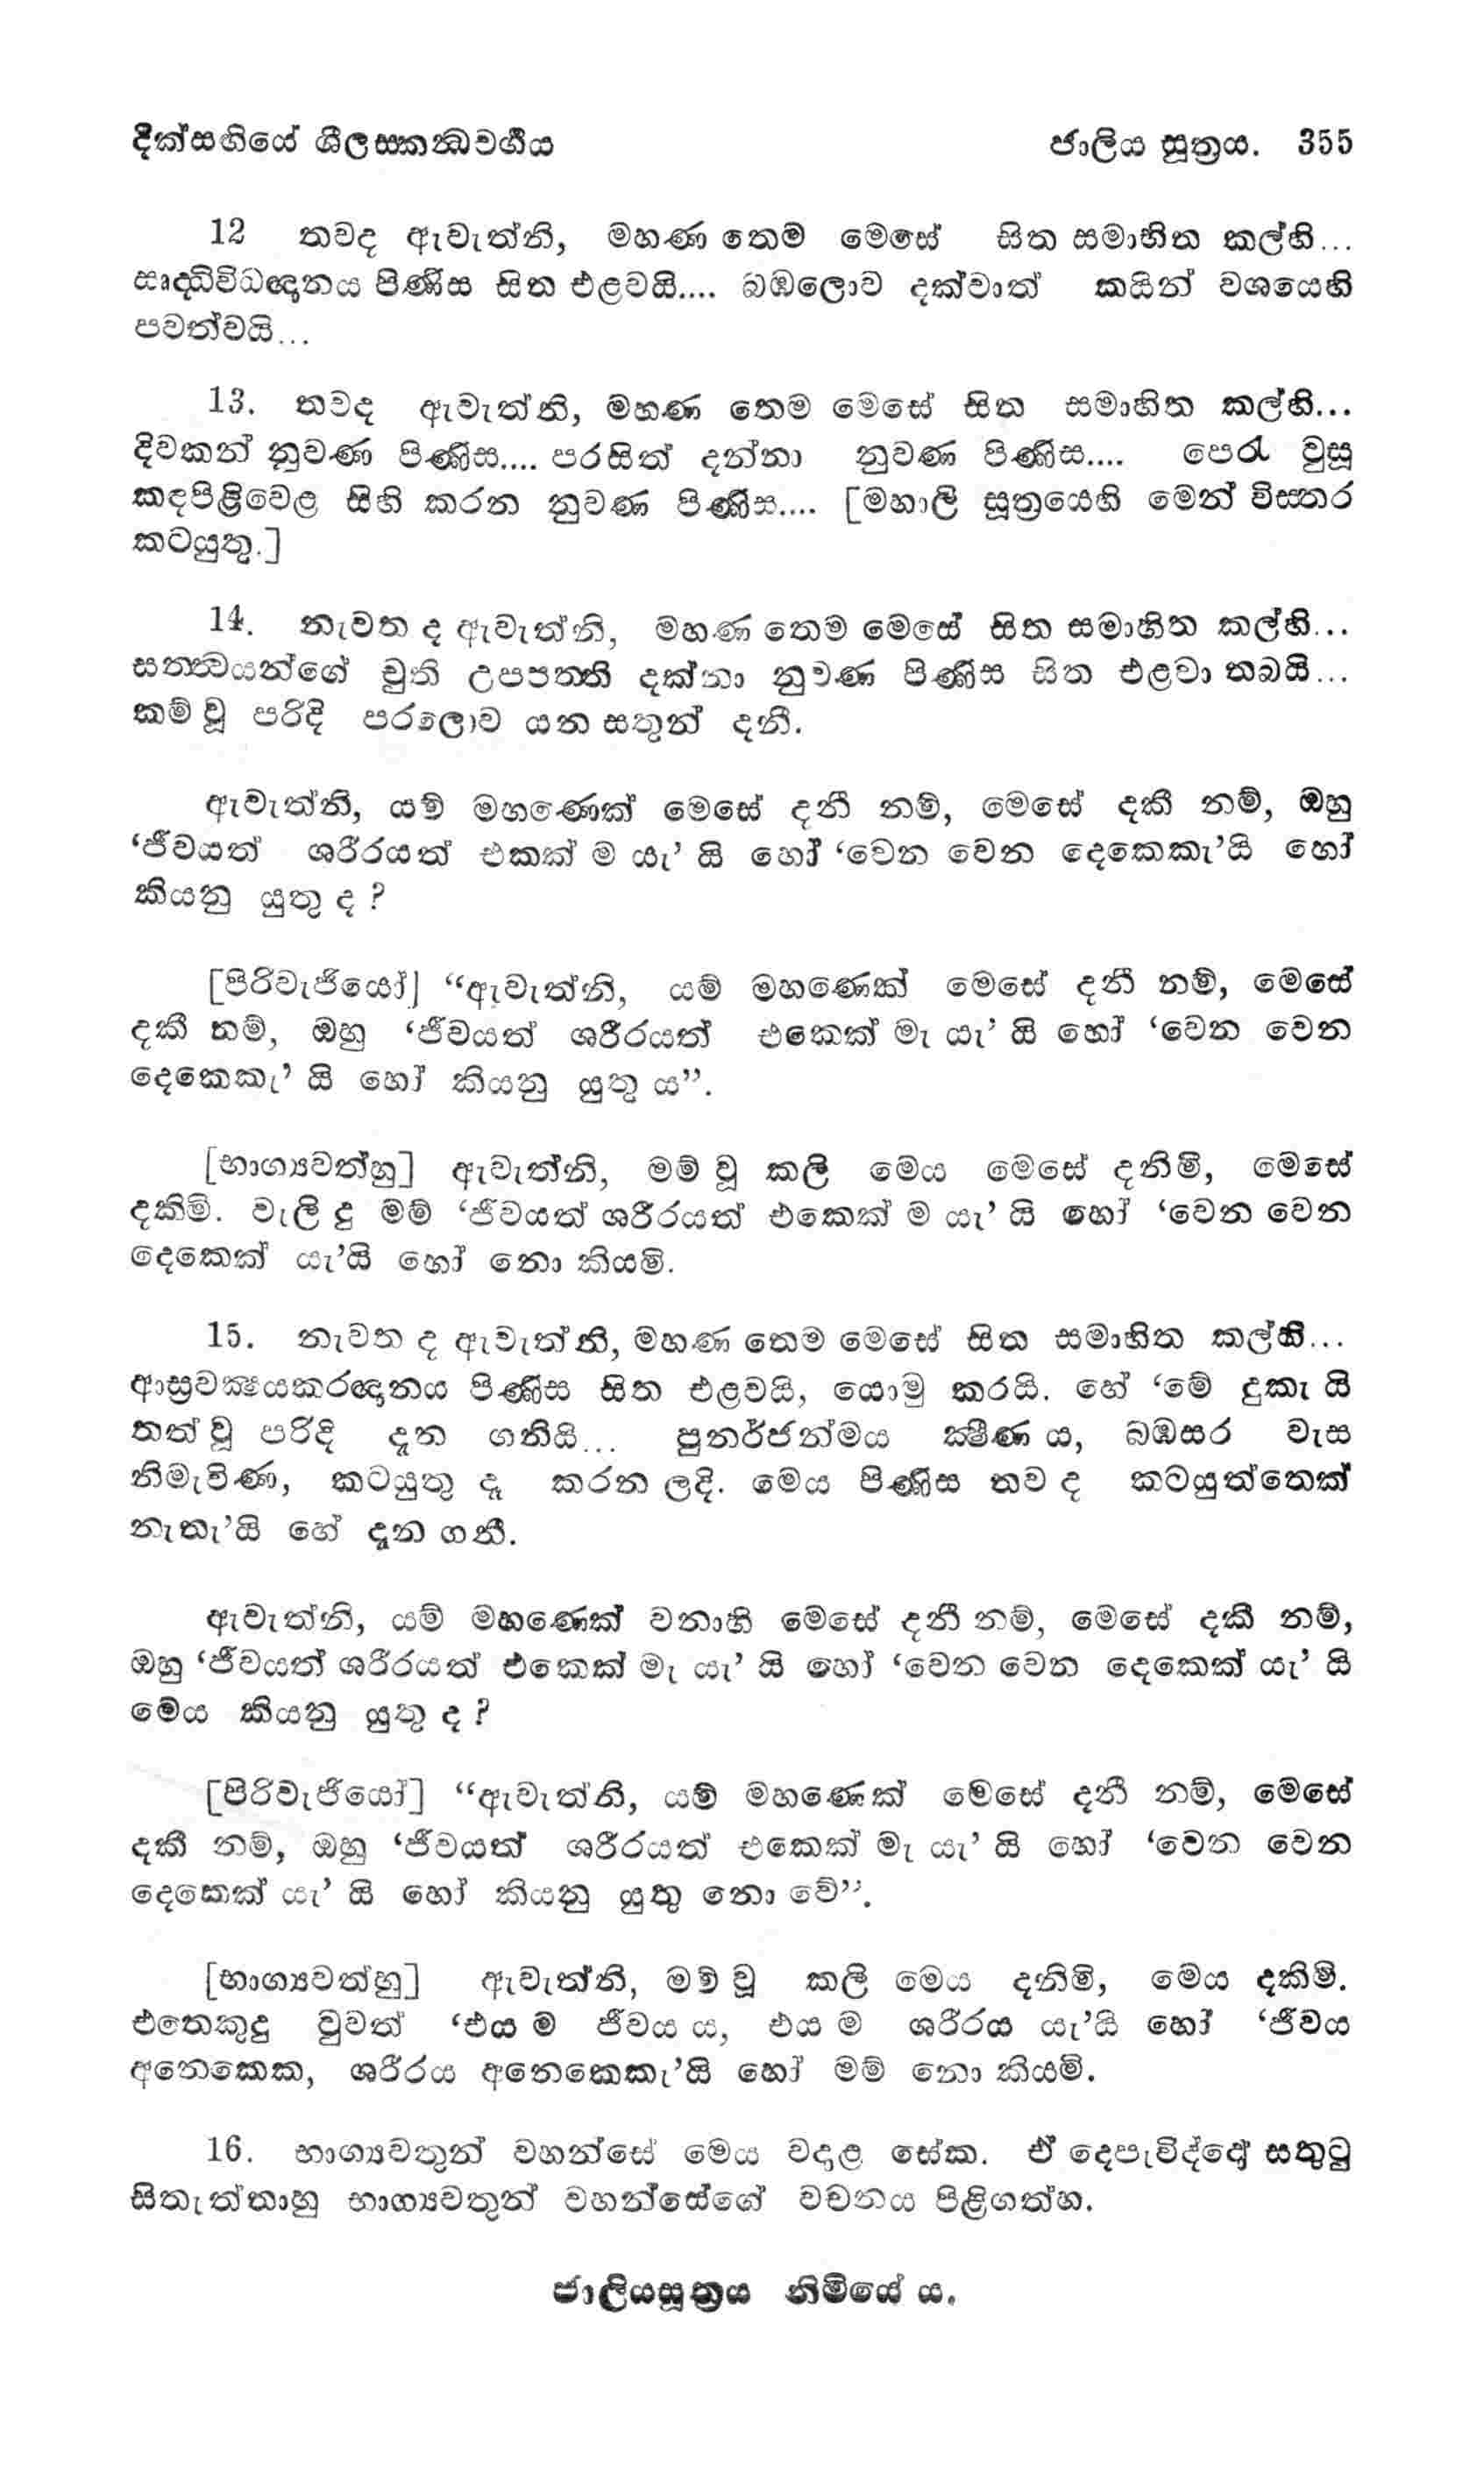 දික්සඟියේ ශීලස්කන්‍ධවර්‍ගය ජාලිය සූත්‍රය. 355
12 තවද ඇවැත්නි, මහණ තෙම මෙසේ සිත සමාහිත කල්හි...
සෘද්ධිවිධඥානය පිණිස සිත එළවයි.... බඹලොව දක්වාත් කයින් වශයෙහි
පවත්වයි...
13. තවද ඇවැත්නි, මහණ තෙම මෙසේ සිත සමාහිත කල්හි...
දිවකන් නුවණ පිණිස.... පරසිත් දන්නා නුවණ පිණිස.... පෙරැ වුසූ
කඳපිළිවෙළ සිහි කරන නුවණ පිණිස.... [මහාලි සූත්‍රයෙහි මෙන් විස්තර
කටයුතු.]
14. නැවත ද ඇවැත්නි, මහණ තෙම මෙසේ සිත සමාහිත කල්හි...
සත්ත්‍වයන්ගේ චුති උපපත්ති දක්නා නුවණ පිණිස සිත එළවා තබයි...
කම් වූ පරිදි පරලොව යන සතුන් දනී.
ඇවැත්නි, යම් මහණෙක් මෙසේ දනී නම්, මෙසේ දකී නම්, ඔහු
‘ජීවයත් ශරීරයත් එකක් ම යැ’ යි හෝ ‘වෙන වෙන දෙකෙකැ’යි හෝ
කියනු යුතු ද ?
[පිරිවැජියෝ] “ඇවැත්නි, යම් මහණෙක් මෙසේ දනී නම්, මෙසේ
දකී නම්, ඔහු ‘ජීවයත් ශරීරයත් එකෙක් මැ යැ’ යි හෝ ‘වෙන වෙන
දෙකෙකැ’ යි හෝ කියනු යුතු ය”.
[භාග්‍යවත්හු] ඇවැත්නි, මම් වූ කලි මෙය මෙසේ දනිමි, මෙසේ
දකිමි. වැලි දු මම් ‘ජීවයත් ශරීරයත් එකෙක් ම යැ’ යි හෝ ‘වෙන වෙන
දෙකෙක් යැ’යි හෝ නො කියමි.
15. නැවත ද ඇවැත්නි, මහණ තෙම මෙසේ සිත සමාහිත කල්හි...
ආස්‍රවක්‍ෂයකරඥානය පිණිස සිත එළවයි, යොමු කරයි. හේ ‘මේ දුකැ යි
තත් වූ පරිදි දැන ගනියි... පුනර්ජන්මය ක්‍ෂීණ ය, බඹසර වැස
නිමැවිණ, කටයුතු දෑ කරන ලදි. මෙය පිණිස තව ද කටයුත්තෙක්
නැතැ’යි හේ දැන ගනී.
ඇවැත්නි, යම් මහණෙක් වනාහි මෙසේ දනී නම්, මෙසේ දකී නම්,
ඔහු ‘ජීවයත් ශරීරයත් එකෙක් මැ යැ’ යි හෝ ‘වෙන වෙන දෙකෙක් යැ’ යි
මෙය කියනු යුතු ද ?
[පිරිවැජියෝ] “ඇවැත්නි, යම් මහණෙක් මෙසේ දනී නම්, මෙසේ
දකී නම්, ඔහු ‘ජීවයත් ශරීරයත් එකෙක් මැ යැ’ යි හෝ ‘වෙන වෙන
දෙකෙක් යැ’ යි හෝ කියනු යුතු නො වේ”.
[භාග්‍යවත්හු] ඇවැත්නි, මම් වූ කලි මෙය දනිමි, මෙය දකිමි.
එතෙකුදු වුවත් ‘එය ම ජීවය ය, එය ම ශරීරය යැ’යි හෝ ‘ජීවය
අනෙකෙක, ශරීරය අනෙකෙකැ’යි හෝ මම් නො කියමි.
16. භාග්‍යවතුන් වහන්සේ මෙය වදාළ සේක. ඒ දෙපැවිද්දෝ සතුටු
සිතැත්තාහු භාග්‍යවතුන් වහන්සේගේ වචනය පිළිගත්හ.
ජාලියසූත්‍රය නිමියේ ය.